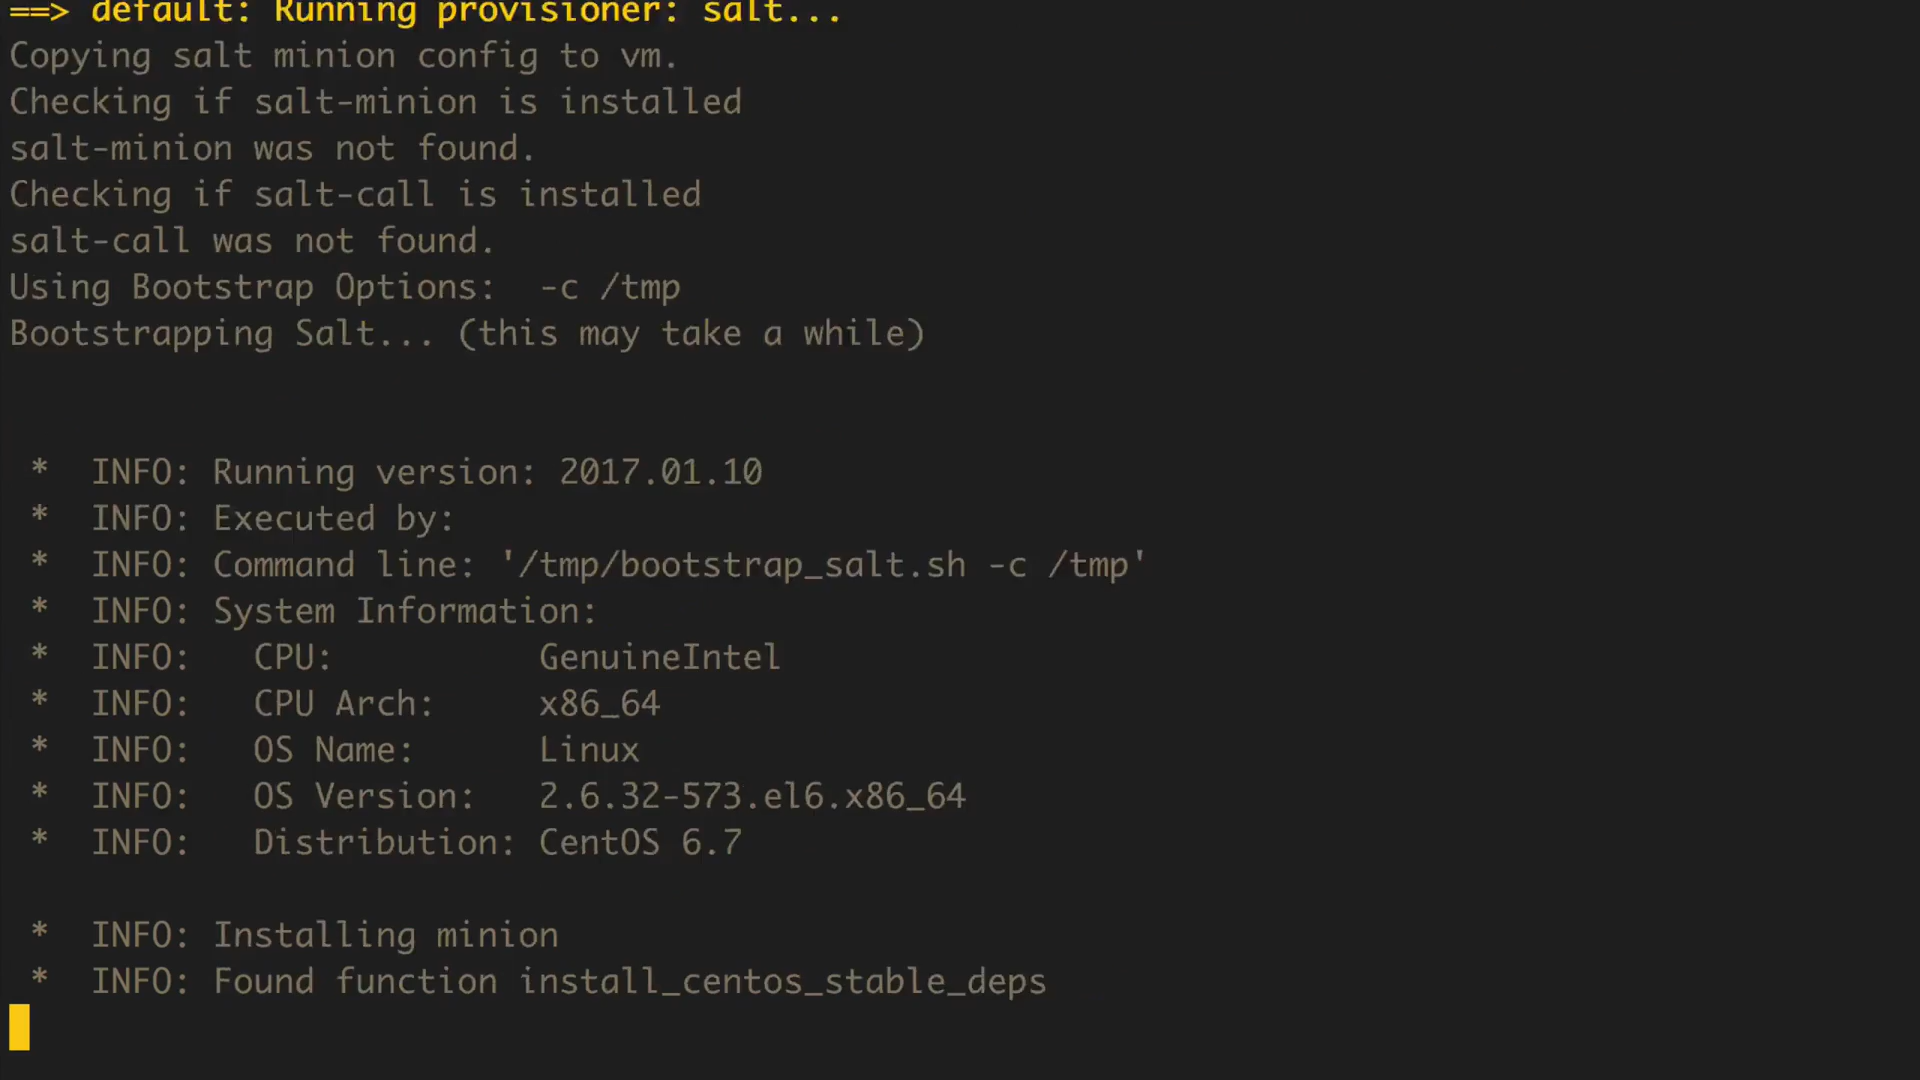 ==> default: Running provisioner: salt...
Copying salt minion config to vm.
Checking if salt-minion is installed
salt-minion was not found.
Checking if salt-call is installed
salt-call was not found.
Using Bootstrap Options:  -c /tmp
Bootstrapping Salt... (this may take a while)
*  INFO: Running version: 2017.01.10
*  INFO: Executed by:
*  INFO: Command line: '/tmp/bootstrap_salt.sh -c /tmp'
*  INFO: System Information:
*  INFO:   CPU:          GenuineIntel
*  INFO:   CPU Arch:     x86_64
*  INFO:   OS Name:      Linux
*  INFO:   OS Version:   2.6.32-573.el6.x86_64
*  INFO:   Distribution: CentOS 6.7
*  INFO: Installing minion
*  INFO: Found function install_centos_stable_deps